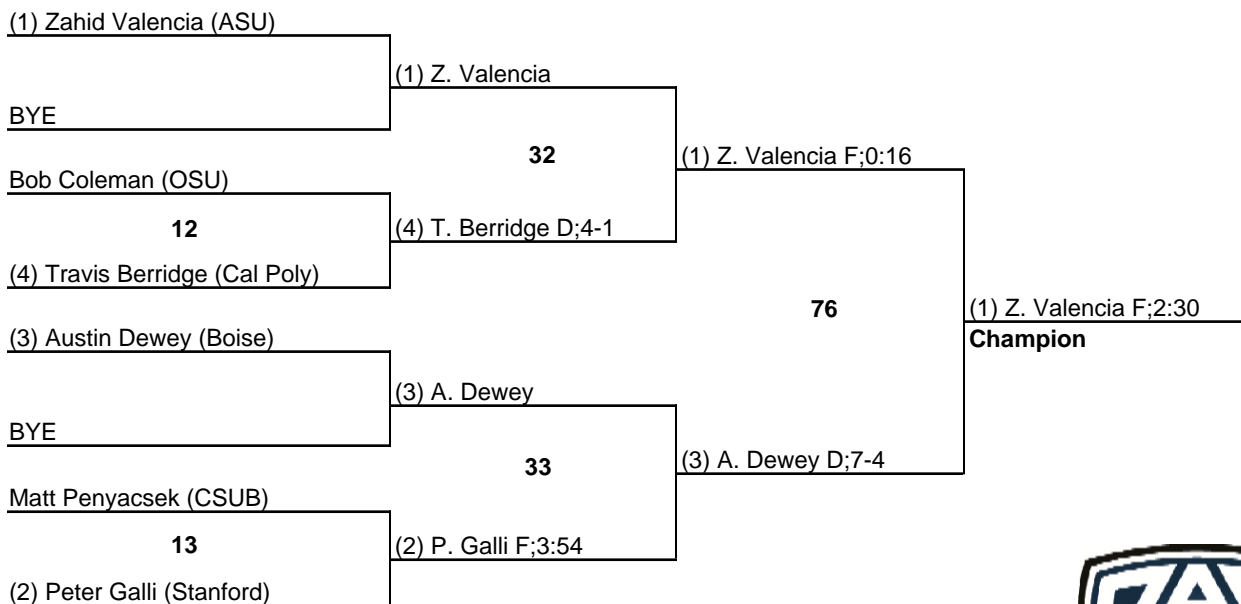 (1) Zahid Valencia (ASU)
(1) Z. Valencia
BYE
32
(1) Z. Valencia F;0:16
Bob Coleman (OSU)
12
(4) T. Berridge D;4-1
(4) Travis Berridge (Cal Poly)
76
(1) Z. Valencia F;2:30
Champion
(3) Austin Dewey (Boise)
(3) A. Dewey
BYE
33
(3) A. Dewey D;7-4
Matt Penyacsek (CSUB)
13
(2) P. Galli F;3:54
(2) Peter Galli (Stanford)